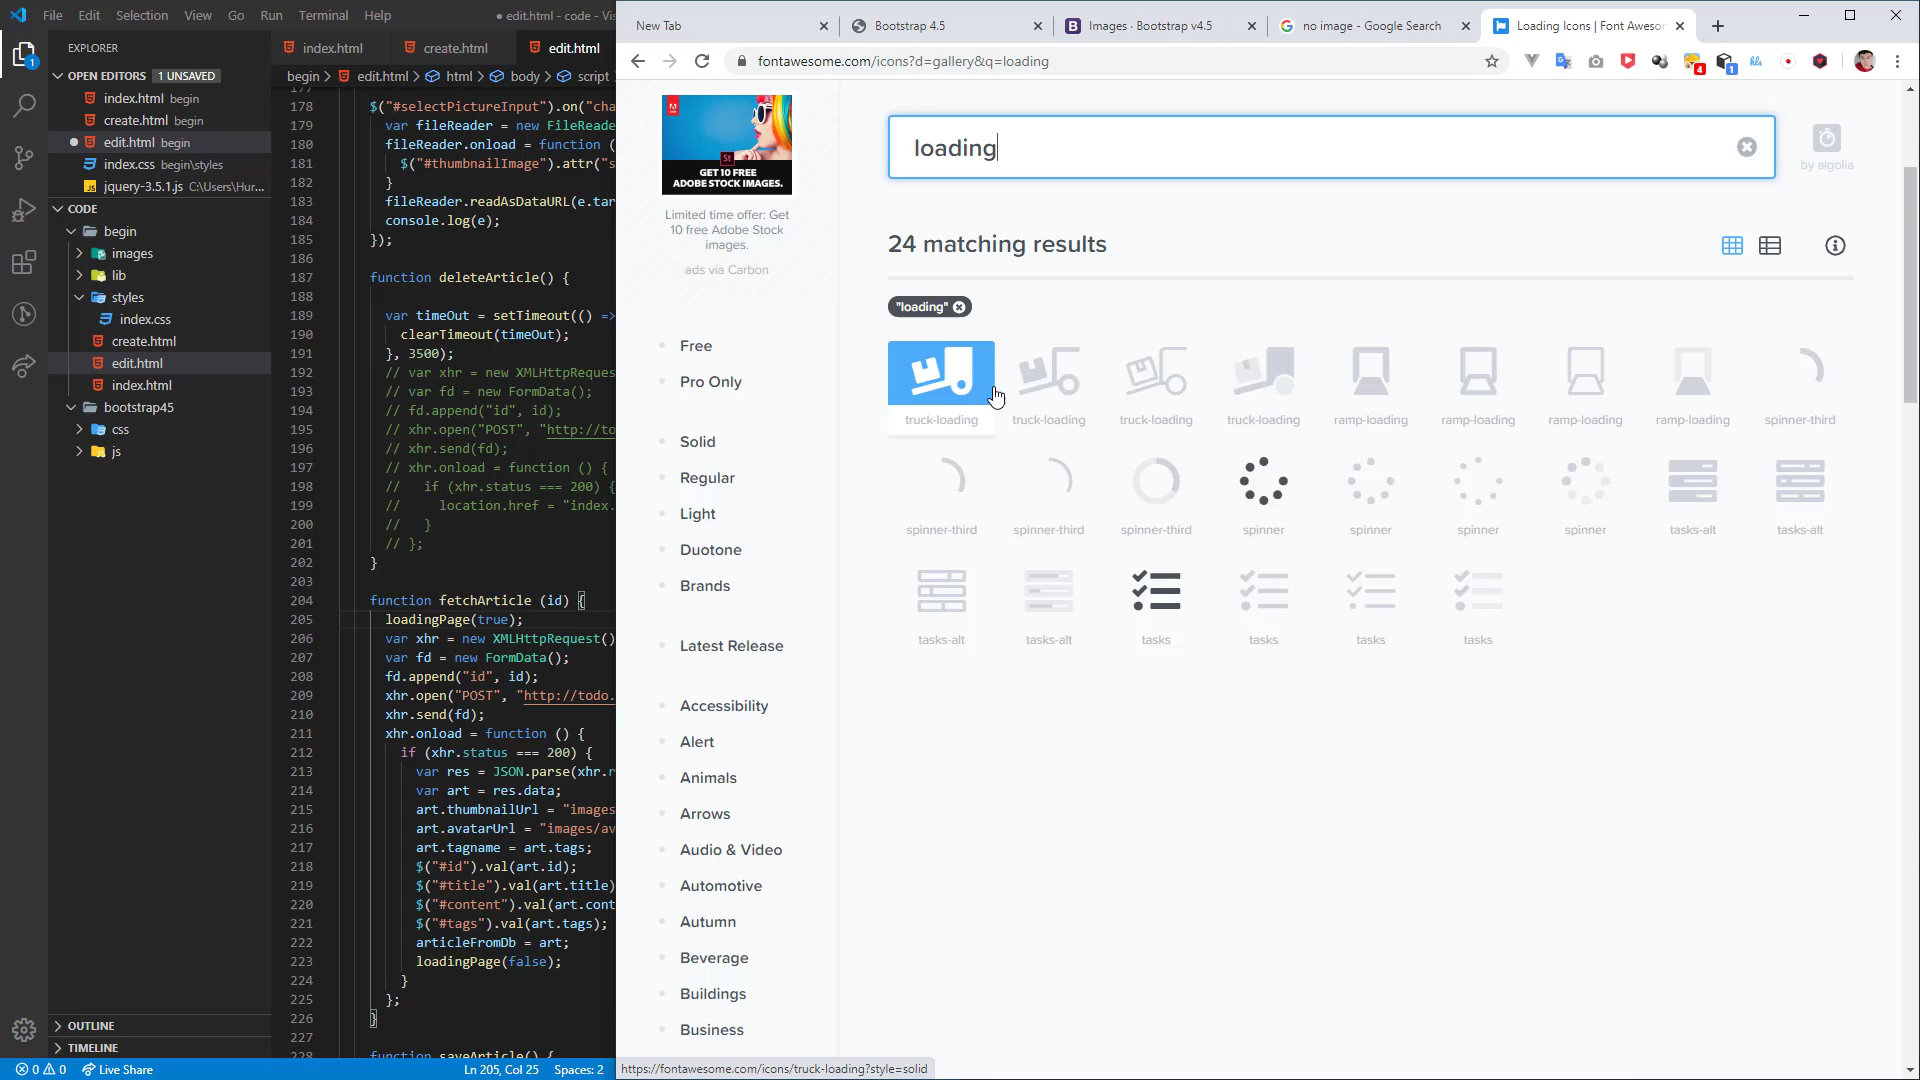 File Edit Selection View Go Run Terminal Help
● edit.html - code - Vis
EXPLORER
index.html
create.html
edit.html
OPEN EDITORS 1 UNSAVED
begin > edit.html > html > body > script
index.html begin
create.html begin
edit.html begin
index.css begin\styles
jquery-3.5.1.js C:\Users\Hur...
CODE
begin
images
lib
styles
index.css
create.html
edit.html
index.html
bootstrap45
css
js
OUTLINE
TIMELINE
177
178 $("#selectPictureInput").on("cha
179 var fileReader = new FileReade
180 fileReader.onload = function (
181 $("#thumbnailImage").attr("s
182 }
183 fileReader.readAsDataURL(e.tar
184 console.log(e);
185 });
186
187 function deleteArticle() {
188
189 var timeOut = setTimeout(() =>
190 clearTimeout(timeOut);
191 }, 3500);
192 // var xhr = new XMLHttpReques
193 // var fd = new FormData();
194 // fd.append("id", id);
195 // xhr.open("POST", "http://to
196 // xhr.send(fd);
197 // xhr.onload = function () {
198 //   if (xhr.status === 200) {
199 //     location.href = "index.
200 //   }
201 // };
202 }
203
204 function fetchArticle (id) {
205 loadingPage(true);
206 var xhr = new XMLHttpRequest()
207 var fd = new FormData();
208 fd.append("id", id);
209 xhr.open("POST", "http://todo.
210 xhr.send(fd);
211 xhr.onload = function () {
212 if (xhr.status === 200) {
213 var res = JSON.parse(xhr.r
214 var art = res.data;
215 art.thumbnailUrl = "images
216 art.avatarUrl = "images/av
217 art.tagname = art.tags;
218 $("#id").val(art.id);
219 $("#title").val(art.title)
220 $("#content").val(art.cont
221 $("#tags").val(art.tags);
222 articleFromDb = art;
223 loadingPage(false);
224 }
225 };
226 }
227
228 function saveArticle() {
0 0 Live Share Ln 205, Col 25 Spaces: 2
New Tab
Bootstrap 4.5
Images · Bootstrap v4.5
no image - Google Search
Loading Icons | Font Aweso
fontawesome.com/icons?d=gallery&q=loading
4
1
St
GET 10 FREE
ADOBE STOCK IMAGES.
Limited time offer: Get
10 free Adobe Stock
images.
ads via Carbon
Free
Pro Only
Solid
Regular
Light
Duotone
Brands
Latest Release
Accessibility
Alert
Animals
Arrows
Audio & Video
Automotive
Autumn
Beverage
Buildings
Business
loading
by algolia
24 matching results
"loading"
truck-loading truck-loading truck-loading truck-loading ramp-loading ramp-loading ramp-loading ramp-loading spinner-third
spinner-third spinner-third spinner-third spinner spinner spinner spinner tasks-alt tasks-alt
tasks-alt tasks-alt tasks tasks tasks tasks
https://fontawesome.com/icons/truck-loading?style=solid